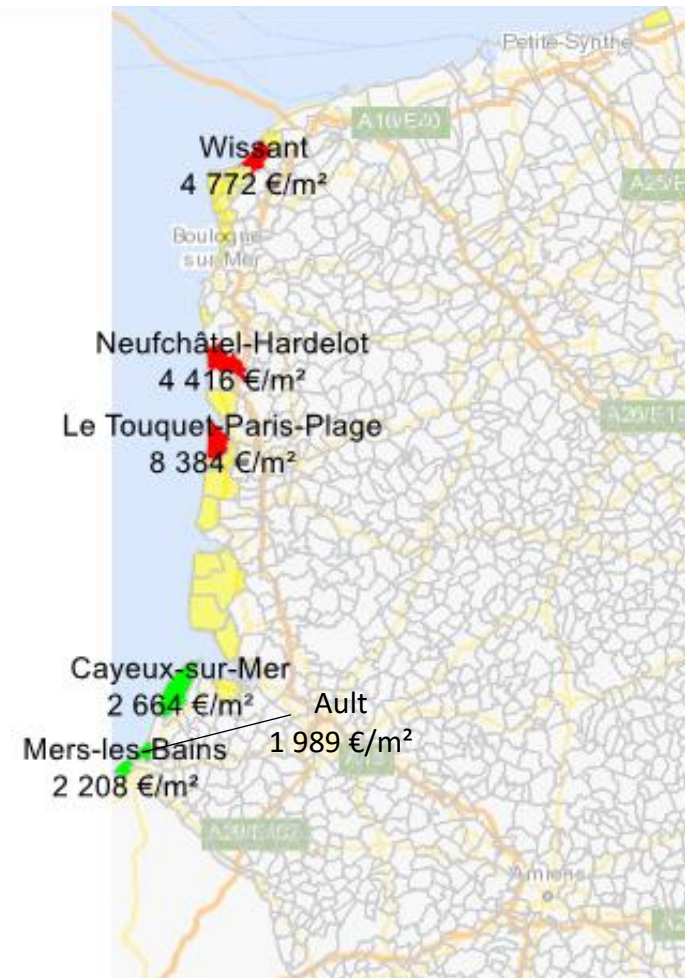 Petite-Synthe
A16/E40
Wissant
4 772 €/m²
A25/E
Boulogne-
sur-Mer
Neufchâtel-Hardelot
4 416 €/m²
Le Touquet-Paris-Plage
8 384 €/m²
Cayeux-sur-Mer
2 664 €/m²
Ault
1 989 €/m²
Mers-les-Bains
2 208 €/m²
Amiens